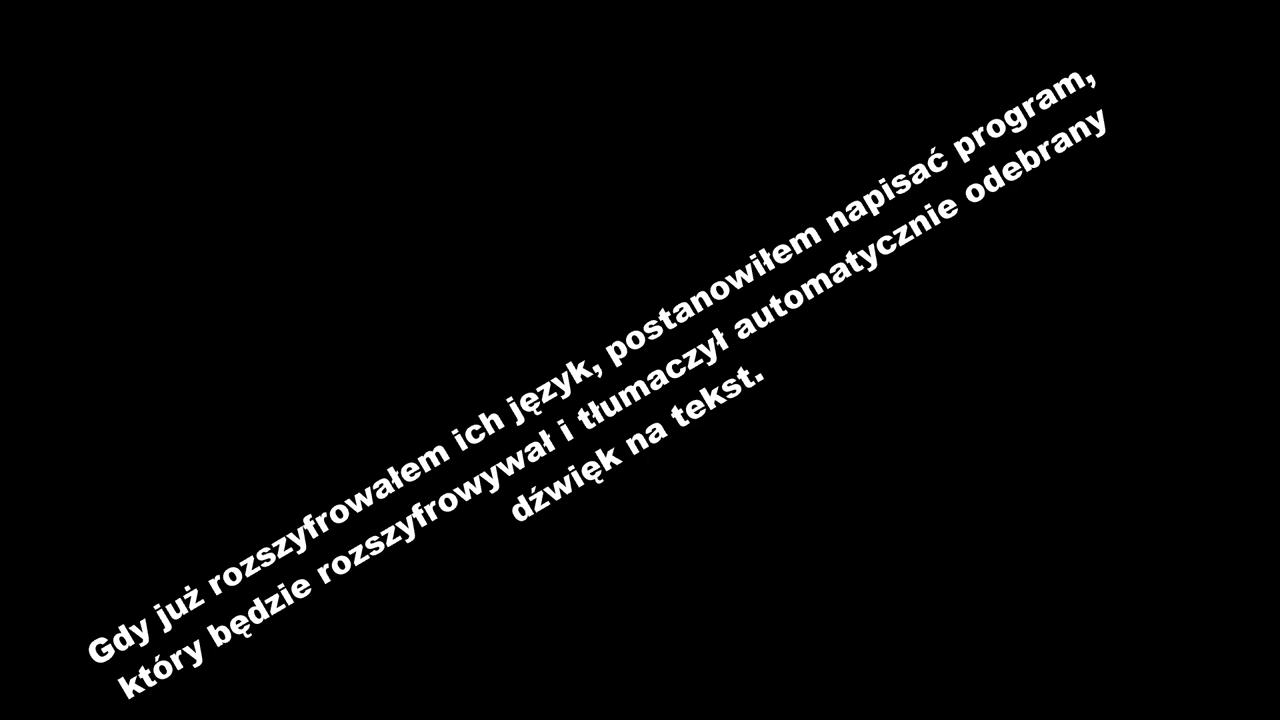 Gdy już rozszyfrowałem ich język, postanowiłem napisać program,
który będzie rozszyfrowywał i tłumaczył automatycznie odebrany
dźwięk na tekst.